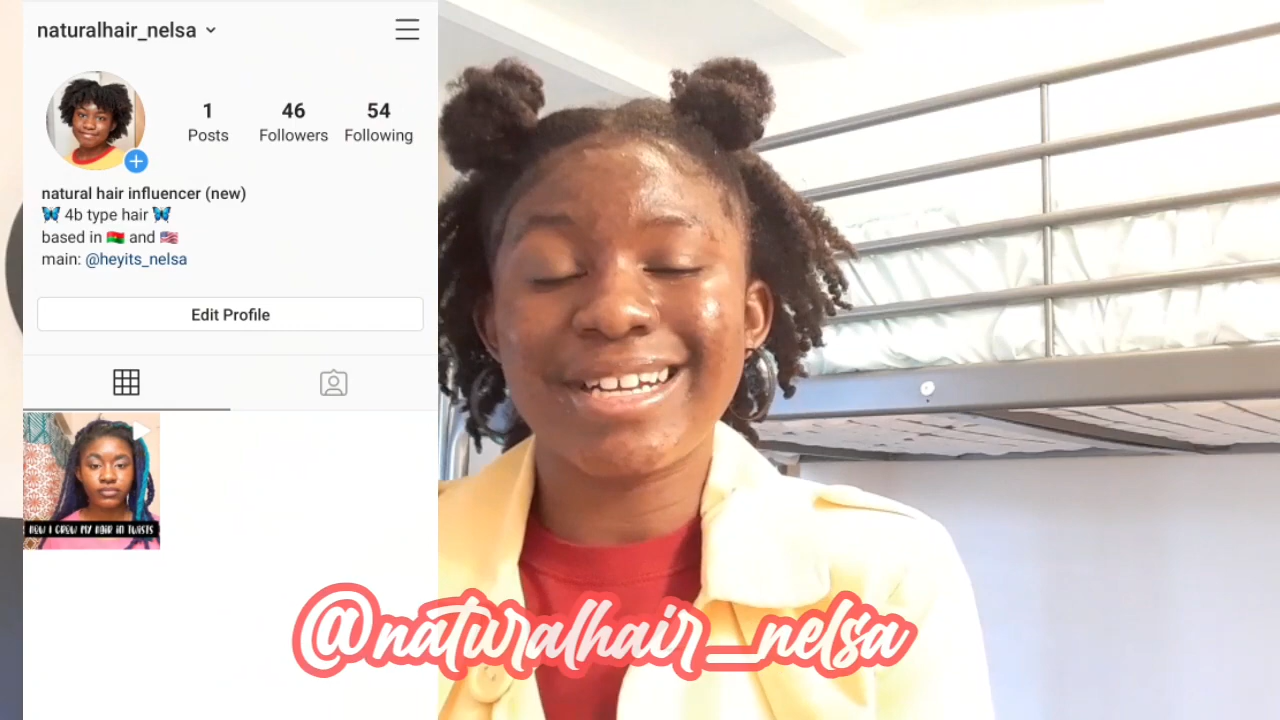 naturalhair_nelsa
1 46 54
Posts Followers Following
natural hair influencer (new)
🦋 4b type hair 🦋
based in 🇧🇫 and 🇺🇸
main: @heyits_nelsa
Edit Profile
HOW I GROW MY HAIR IN TWISTS
@naturalhair_nelsa